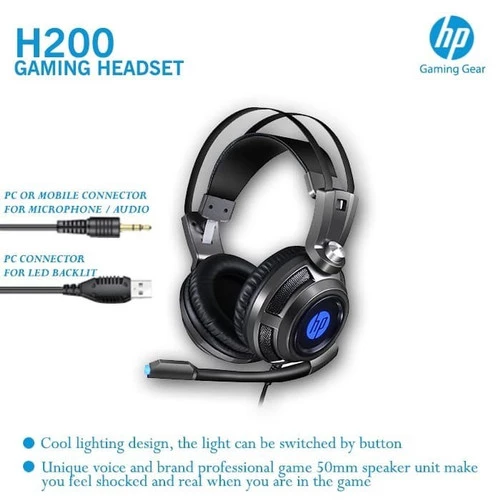 H200
GAMING HEADSET
hp
Gaming Gear
PC OR MOBILE CONNECTOR
FOR MICROPHONE / AUDIO
PC CONNECTOR
FOR LED BACKLIT
hp
Cool lighting design, the light can be switched by button
Unique voice and brand professional game 50mm speaker unit make
you feel shocked and real when you are in the game